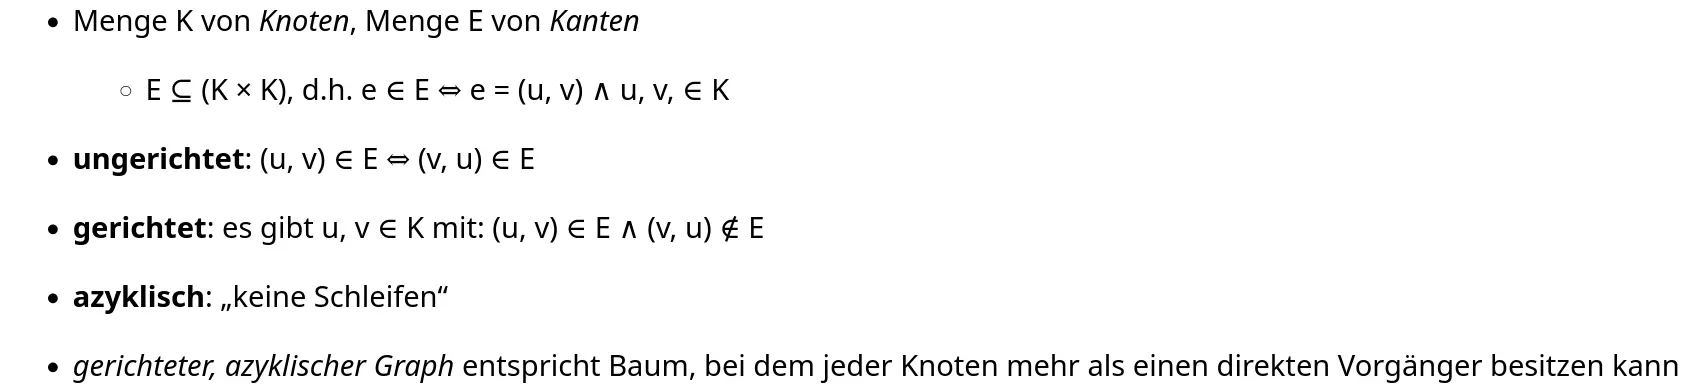 • Menge K von Knoten, Menge E von Kanten
◦ E ⊆ (K × K), d.h. e ∈ E ⇔ e = (u, v) ∧ u, v, ∈ K
• ungerichtet: (u, v) ∈ E ⇔ (v, u) ∈ E
• gerichtet: es gibt u, v ∈ K mit: (u, v) ∈ E ∧ (v, u) ∉ E
• azyklisch: „keine Schleifen“
• gerichteter, azyklischer Graph entspricht Baum, bei dem jeder Knoten mehr als einen direkten Vorgänger besitzen kann